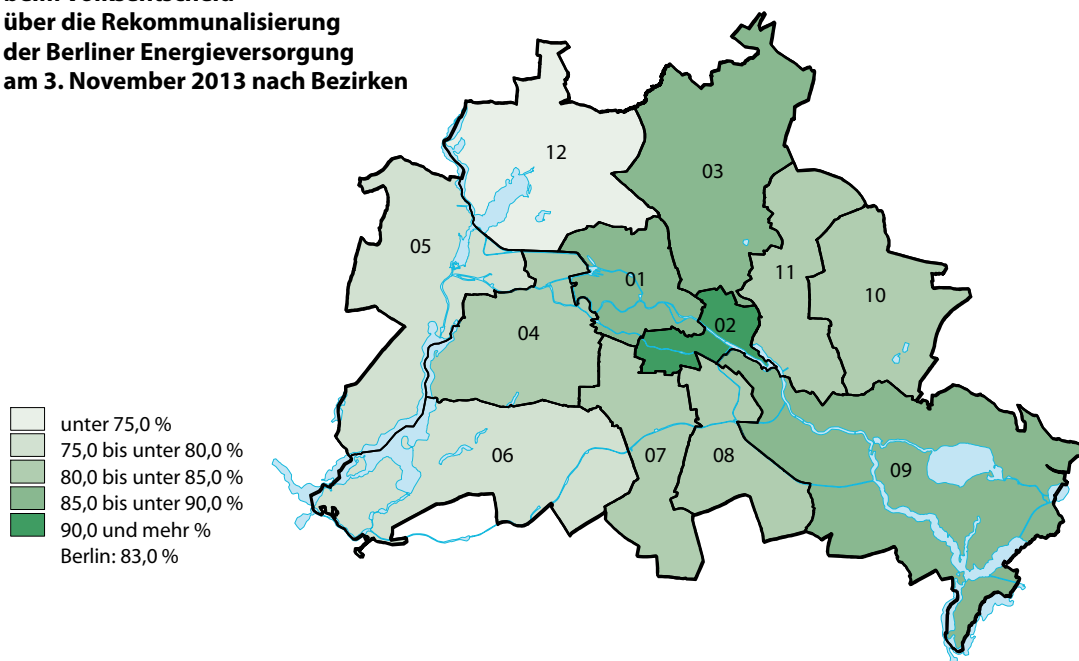 beim Volksentscheid
über die Rekommunalisierung
der Berliner Energieversorgung
am 3. November 2013 nach Bezirken
12
03
05
01
11
10
02
04
06
07
08
09
unter 75,0 %
75,0 bis unter 80,0 %
80,0 bis unter 85,0 %
85,0 bis unter 90,0 %
90,0 und mehr %
Berlin: 83,0 %